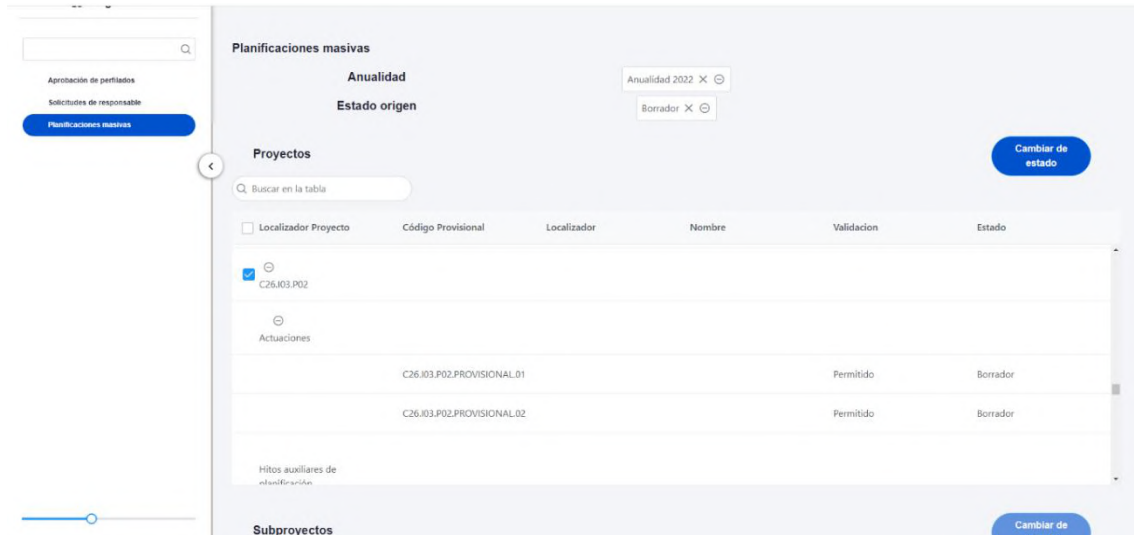 Planificaciones masivas
Aprobación de perfilados
Solicitudes de responsable
Planificaciones masivas
Anualidad
Anualidad 2022
Estado origen
Borrador
Proyectos
Cambiar de
estado
Buscar en la tabla
Localizador Proyecto Código Provisional Localizador Nombre Validacion Estado
C26.I03.P02
Actuaciones
C26.I03.P02.PROVISIONAL.01 Permitido Borrador
C26.I03.P02.PROVISIONAL.02 Permitido Borrador
Hitos auxiliares de
planificación
Subproyectos
Cambiar de